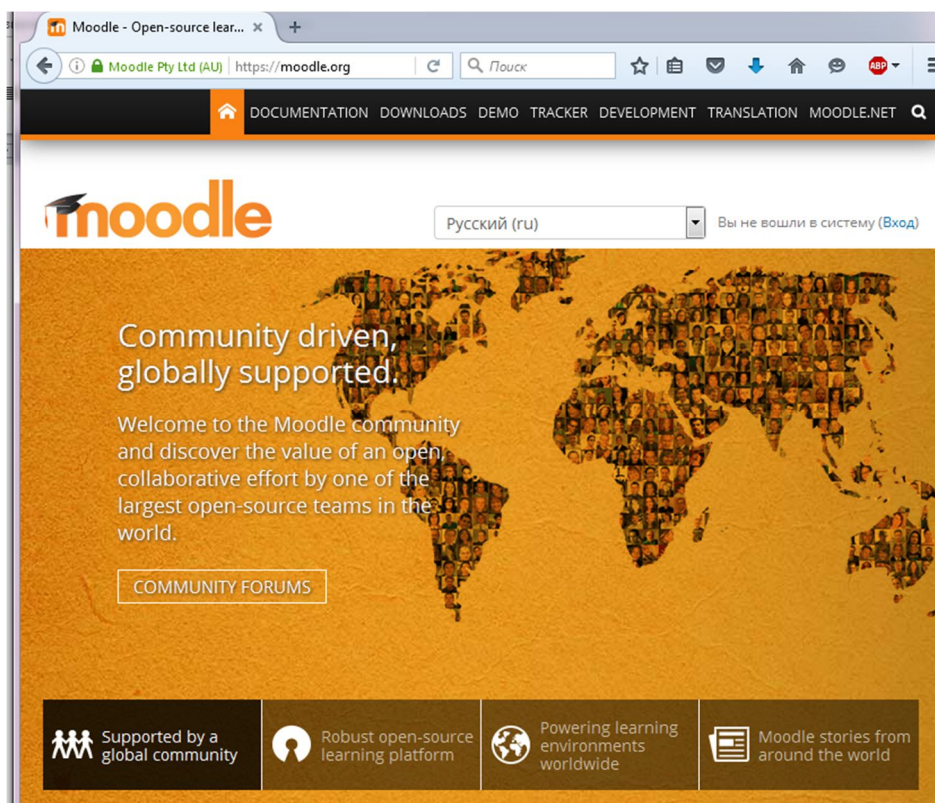 Moodle - Open-source lear...
Moodle Pty Ltd (AU) https://moodle.org
Поиск
ABP
DOCUMENTATION DOWNLOADS DEMO TRACKER DEVELOPMENT TRANSLATION MOODLE.NET
moodle
Русский (ru)
Вы не вошли в систему (Вход)
Community driven,
globally supported.
Welcome to the Moodle community
and discover the value of an open,
collaborative effort by one of the
largest open-source teams in the
world.
COMMUNITY FORUMS
Supported by a
global community
Robust open-source
learning platform
Powering learning
environments
worldwide
Moodle stories from
around the world